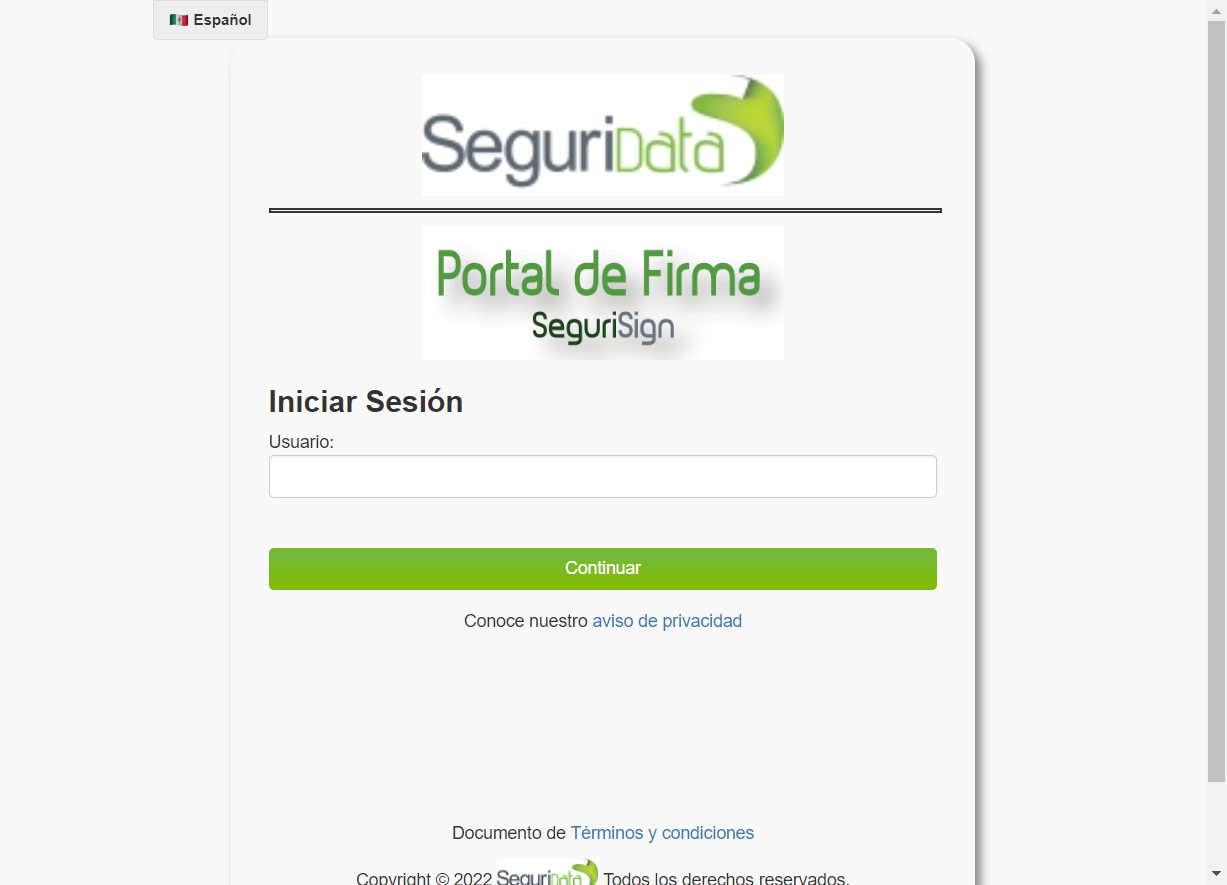 Español
SeguriData
Portal de Firma
SeguriSign
Iniciar Sesión
Usuario:
Continuar
Conoce nuestro aviso de privacidad
Documento de Términos y condiciones
Copyright © 2022 SeguriData Todos los derechos reservados.